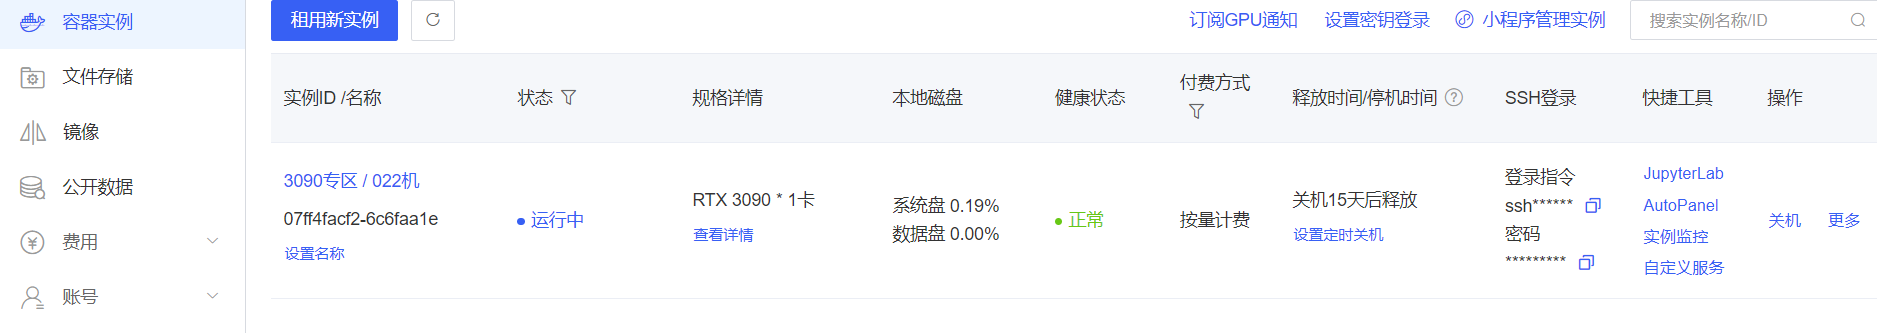 容器实例
文件存储
镜像
公开数据
费用
账号
租用新实例
订阅GPU通知 设置密钥登录 小程序管理实例 搜索实例名称/ID
实例ID /名称 状态 规格详情 本地磁盘 健康状态 付费方式 释放时间/停机时间 SSH登录 快捷工具 操作
3090专区 / 022机
07ff4facf2-6c6faa1e
设置名称
运行中
RTX 3090 * 1卡
查看详情
系统盘 0.19%
数据盘 0.00%
正常
按量计费
关机15天后释放
设置定时关机
登录指令
ssh******
密码
*********
JupyterLab
AutoPanel
实例监控
自定义服务
关机 更多